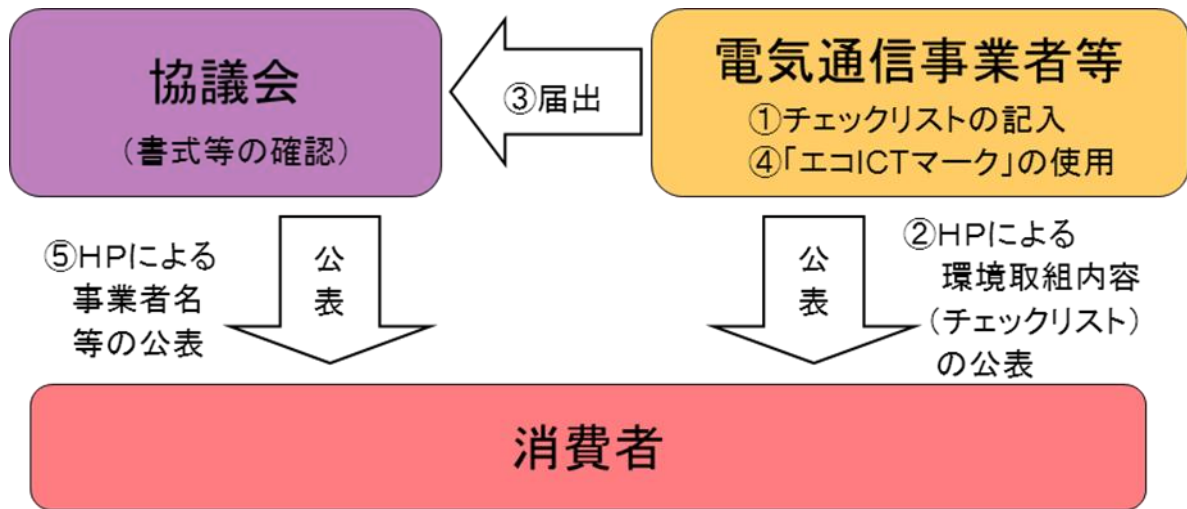 協議会
（書式等の確認）
③届出
電気通信事業者等
①チェックリストの記入
④「エコICTマーク」の使用
⑤HPによる
事業者名
等の公表
公
表
公
表
②HPによる
環境取組内容
（チェックリスト）
の公表
消費者